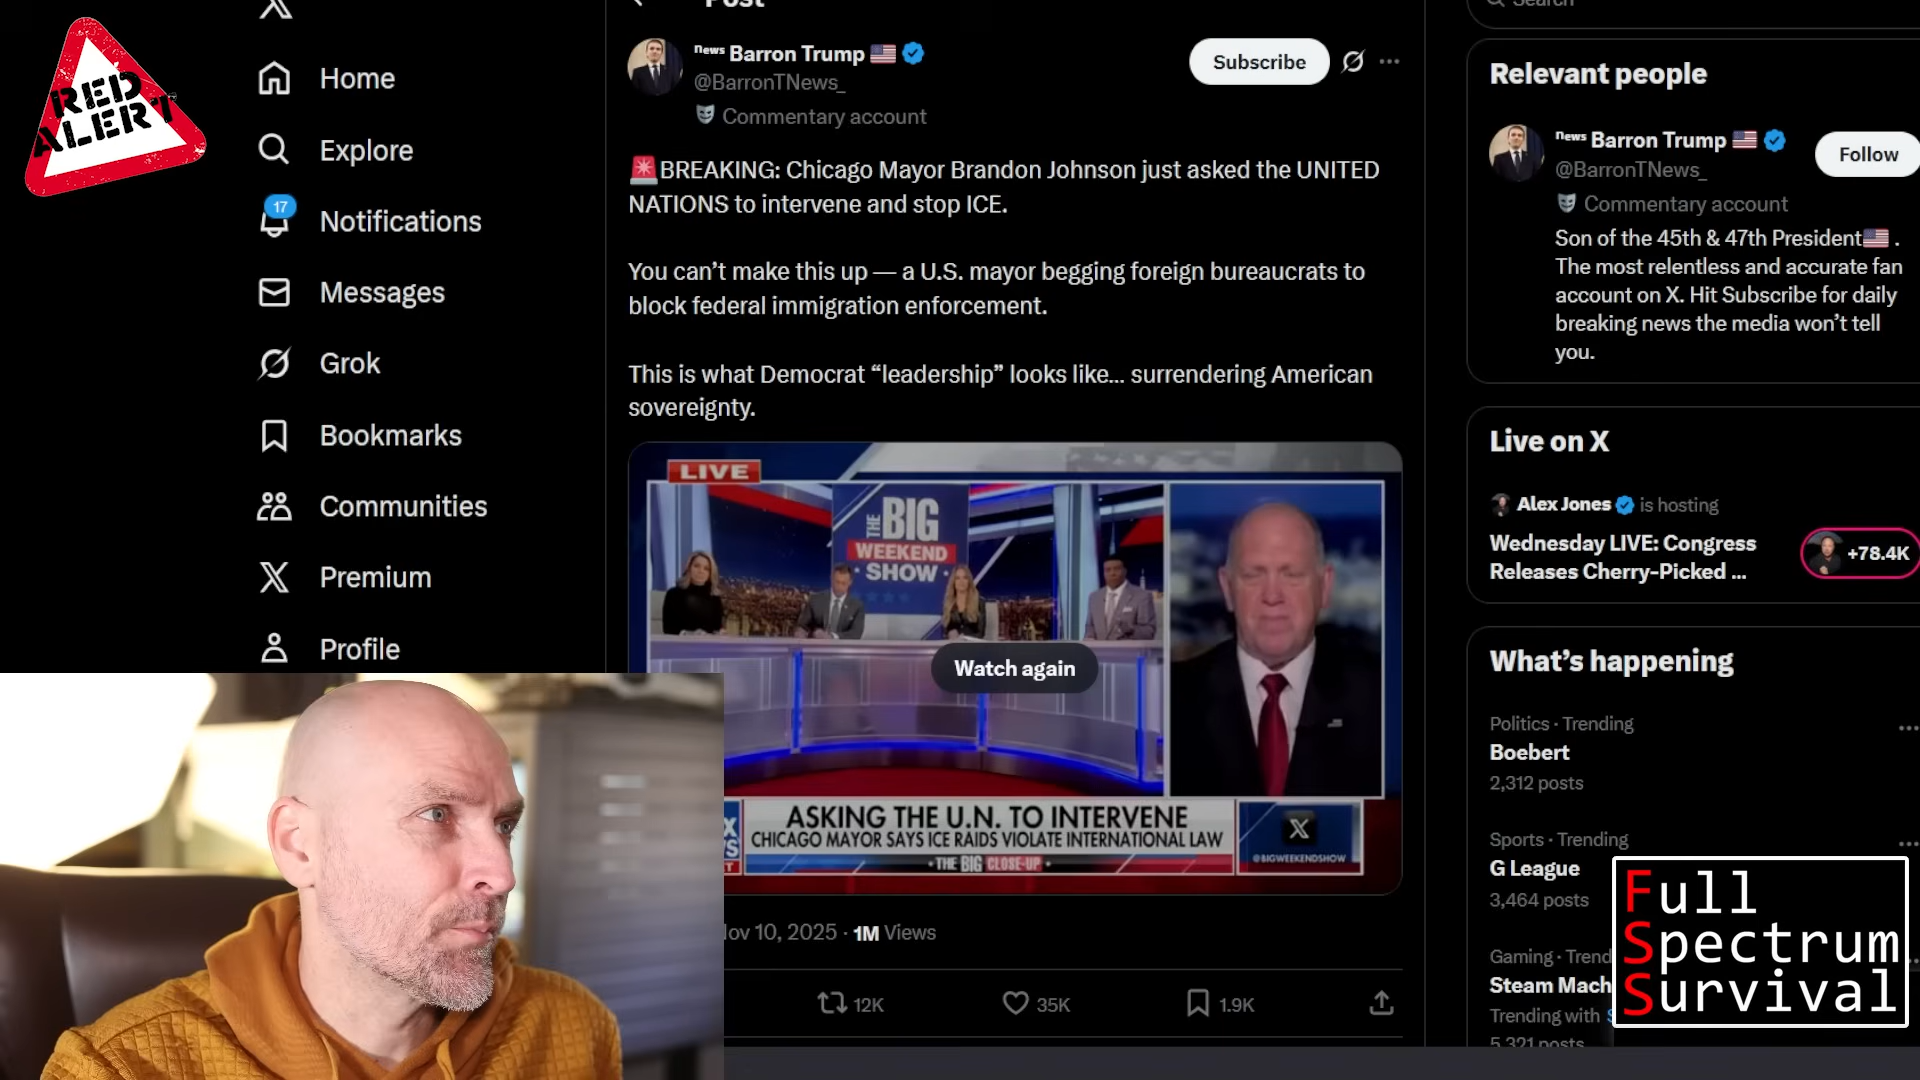 RED
ALERT
Home
Explore
17
Notifications
Messages
Grok
Bookmarks
Communities
Premium
Profile
Post
news Barron Trump
@BarronTNews_
Commentary account
Subscribe
BREAKING: Chicago Mayor Brandon Johnson just asked the UNITED
NATIONS to intervene and stop ICE.
You can’t make this up — a U.S. mayor begging foreign bureaucrats to
block federal immigration enforcement.
This is what Democrat “leadership” looks like... surrendering American
sovereignty.
LIVE
THE BIG
WEEKEND
SHOW
Watch again
ASKING THE U.N. TO INTERVENE
CHICAGO MAYOR SAYS ICE RAIDS VIOLATE INTERNATIONAL LAW
THE BIG CLOSE-UP
@BIGWEEKENDSHOW
10, 2025 · 1M Views
12K
35K
1.9K
Search
Relevant people
news Barron Trump
@BarronTNews_
Follow
Commentary account
Son of the 45th & 47th President .
The most relentless and accurate fan
account on X. Hit Subscribe for daily
breaking news the media won’t tell
you.
Live on X
Alex Jones is hosting
Wednesday LIVE: Congress
Releases Cherry-Picked ...
+78.4K
What’s happening
Politics · Trending
Boebert
2,312 posts
Sports · Trending
G League
3,464 posts
Gaming · Trend
Steam Mach
Trending with
5,321 posts
Full
Spectrum
Survival